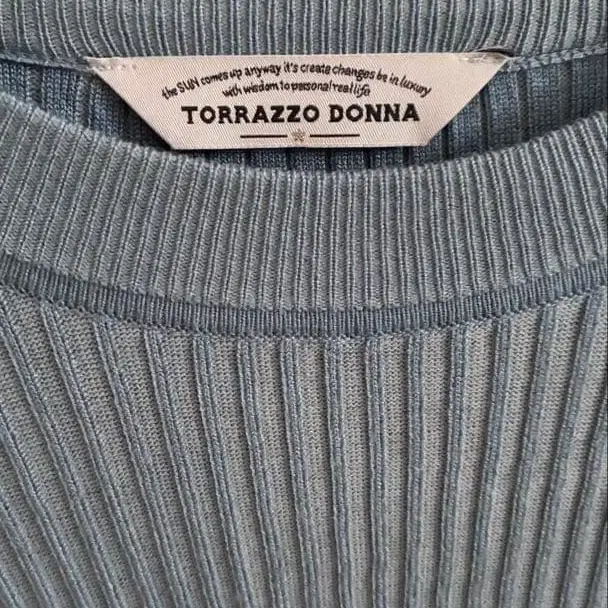 the SUN comes up anyway it's create changes be in luxury
with wisdom to personal real life
TORRAZZO DONNA